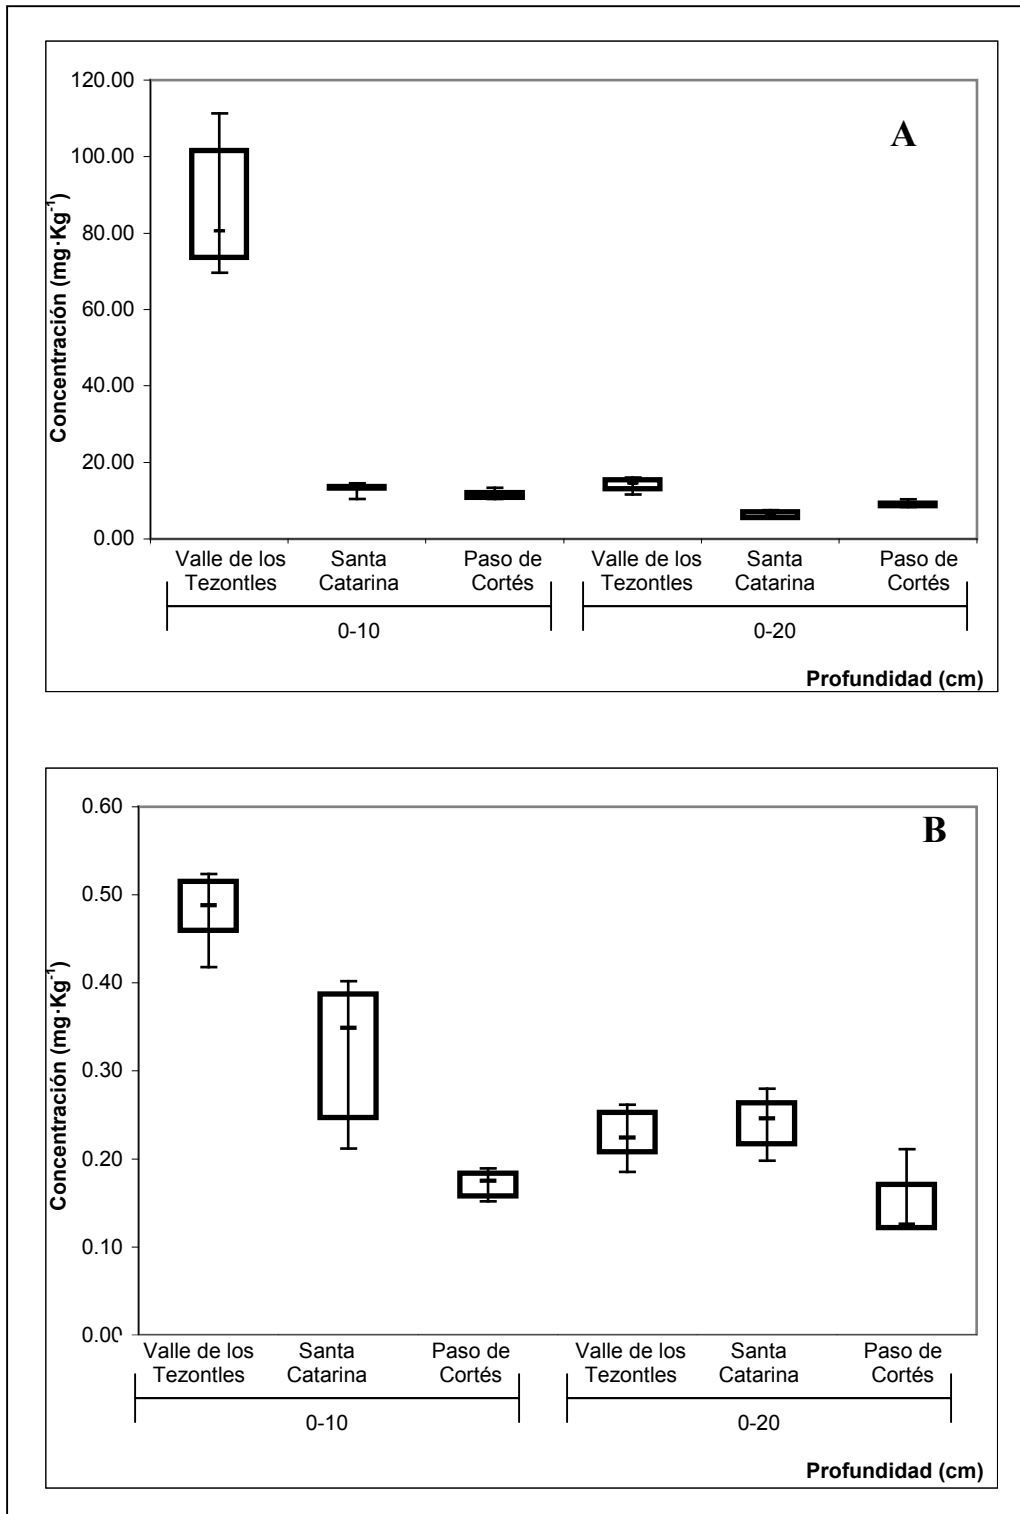 120.00
A
100.00
80.00
60.00
40.00
20.00
0.00
Concentración (mg·Kg-1)
Valle de los Santa Paso de Valle de los Santa Paso de
Tezontles Catarina Cortés Tezontles Catarina Cortés
0-10 0-20
Profundidad (cm)
0.60
B
0.50
0.40
0.30
0.20
0.10
0.00
Concentración (mg·Kg-1)
Valle de los Santa Paso de Valle de los Santa Paso de
Tezontles Catarina Cortés Tezontles Catarina Cortés
0-10 0-20
Profundidad (cm)